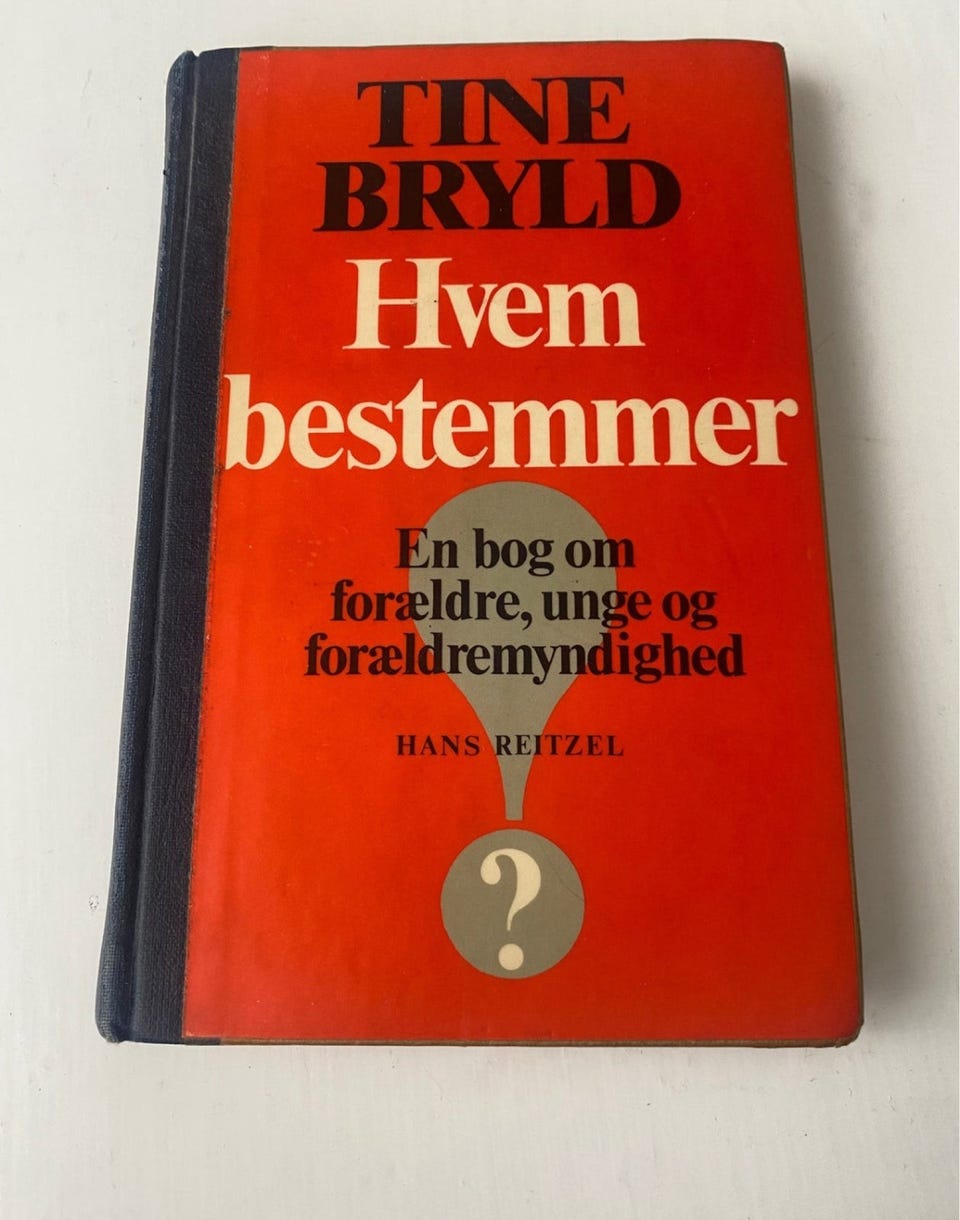 TINE
BRYLD
Hvem
bestemmer
En bog om
forældre, unge og
forældremyndighed
HANS REITZEL
?